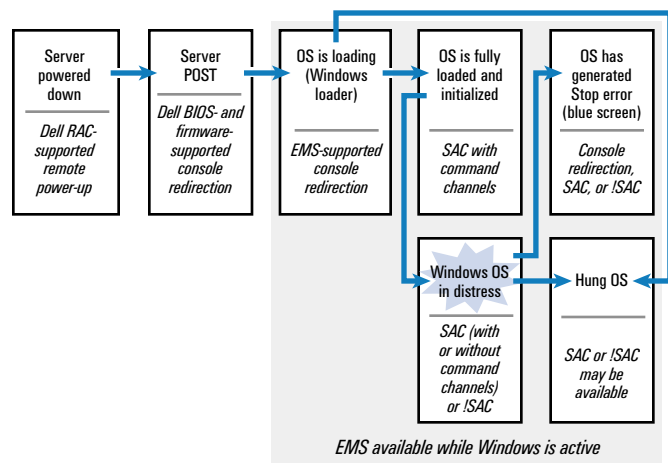 Server
powered
down
Dell RAC-
supported
remote
power-up
Server
POST
Dell BIOS- and
firmware-
supported
console
redirection
OS is loading
(Windows
loader)
EMS-supported
console
redirection
OS is fully
loaded and
initialized
SAC with
command
channels
OS has
generated
Stop error
(blue screen)
Console
redirection,
SAC, or !SAC
Windows OS
in distress
SAC (with
or without
command
channels)
or !SAC
Hung OS
SAC or !SAC
may be
available
EMS available while Windows is active